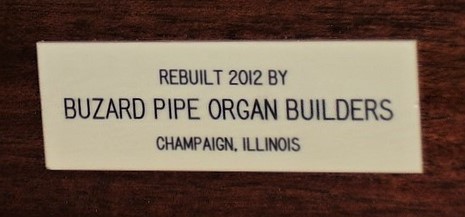 REBUILT 2012 BY
BUZARD PIPE ORGAN BUILDERS
CHAMPAIGN, ILLINOIS